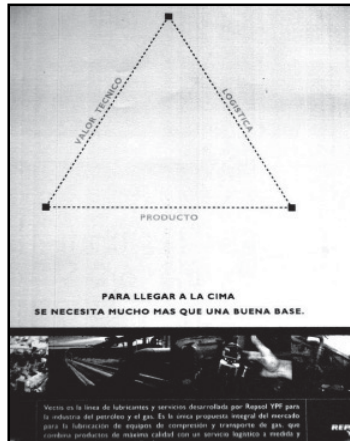 VALOR TECNICO
LOGISTICA
PRODUCTO
PARA LLEGAR A LA CIMA
SE NECESITA MUCHO MAS QUE UNA BUENA BASE.
Vectis es la línea de lubricantes y servicios desarrollada por Repsol YPF para
la industria del petróleo y el gas. Es la única propuesta integral del mercado
para la lubricación de equipos de compresión y transporte de gas, que
combina productos de máxima calidad con un servicio logístico a medida y
REPSOL